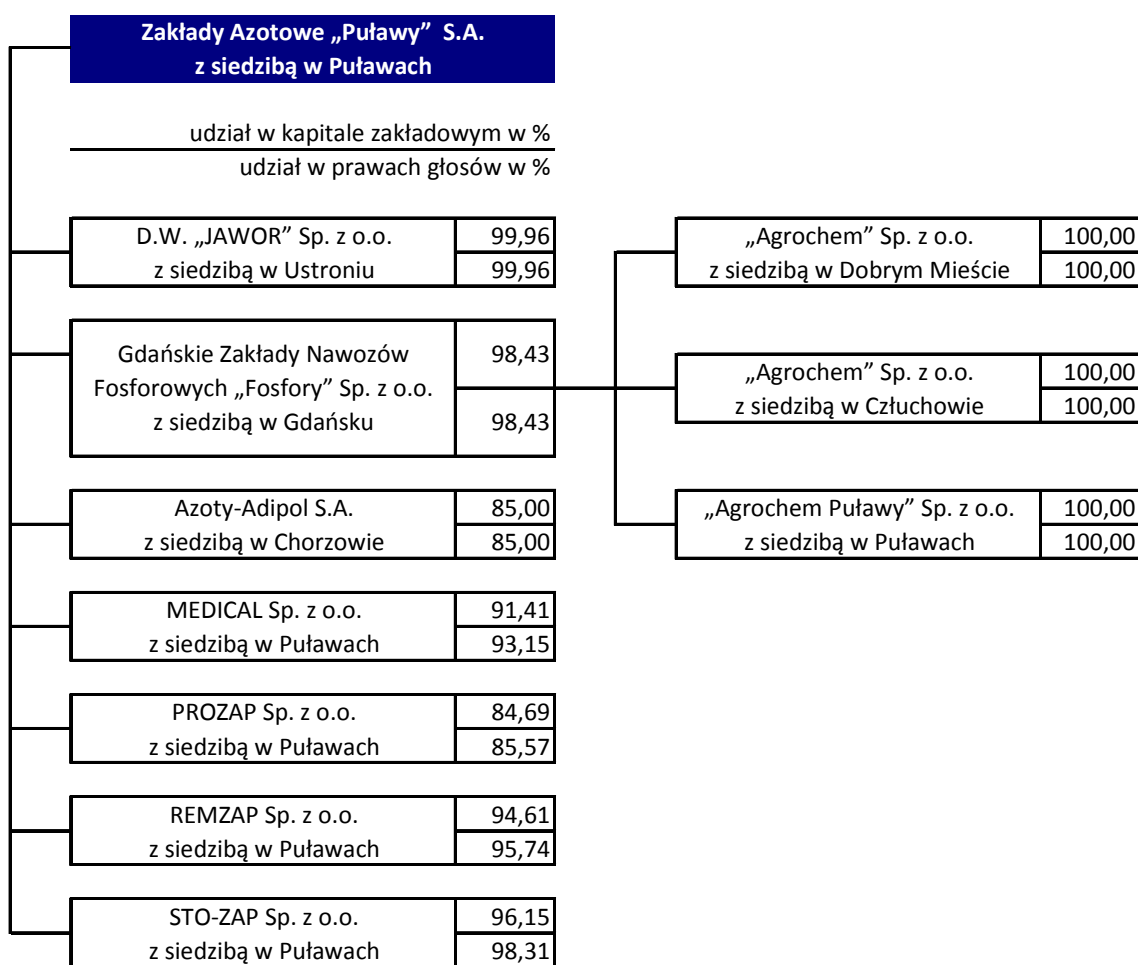 Zakłady Azotowe „Puławy” S.A.
z siedzibą w Puławach
udział w kapitale zakładowym w %
udział w prawach głosów w %
D.W. „JAWOR” Sp. z o.o.
99,96
z siedzibą w Ustroniu
99,96
Gdańskie Zakłady Nawozów
Fosforowych „Fosfory” Sp. z o.o.
z siedzibą w Gdańsku
98,43
98,43
Azoty-Adipol S.A.
85,00
z siedzibą w Chorzowie
85,00
MEDICAL Sp. z o.o.
91,41
z siedzibą w Puławach
93,15
PROZAP Sp. z o.o.
84,69
z siedzibą w Puławach
85,57
REMZAP Sp. z o.o.
94,61
z siedzibą w Puławach
95,74
STO-ZAP Sp. z o.o.
96,15
z siedzibą w Puławach
98,31
„Agrochem” Sp. z o.o.
100,00
z siedzibą w Dobrym Mieście
100,00
„Agrochem” Sp. z o.o.
100,00
z siedzibą w Człuchowie
100,00
„Agrochem Puławy” Sp. z o.o.
100,00
z siedzibą w Puławach
100,00